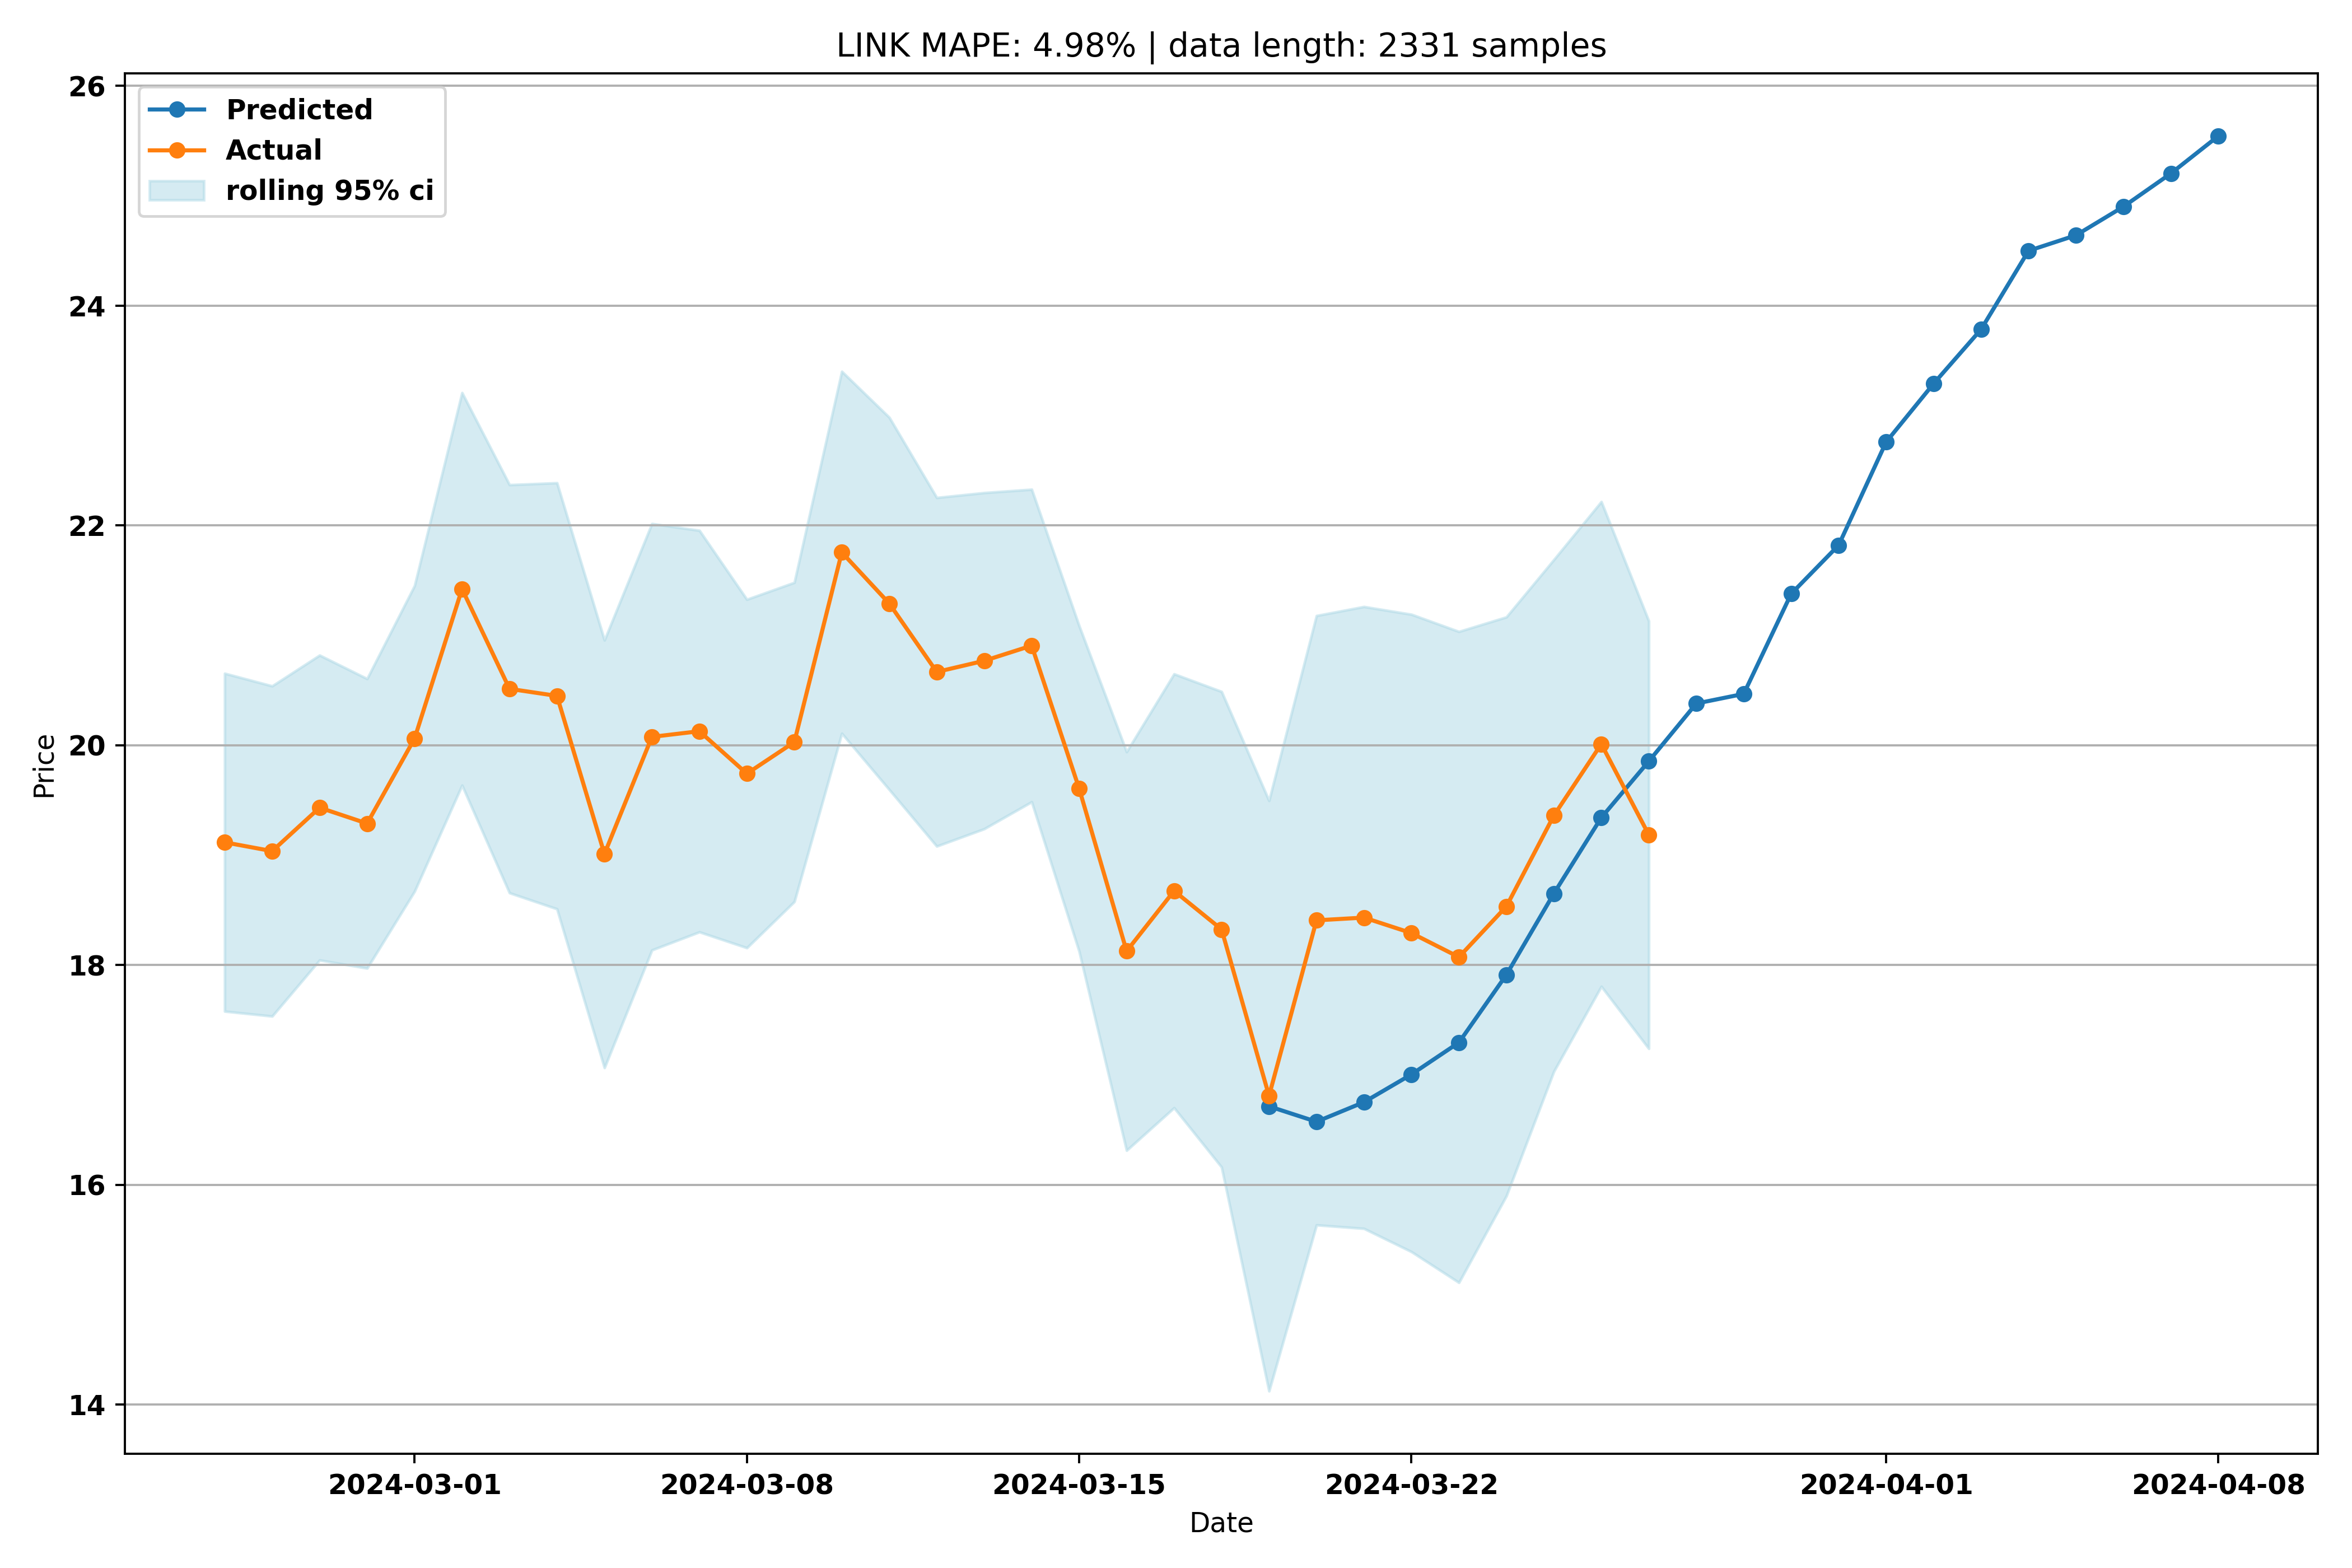 LINK MAPE: 4.98% | data length: 2331 samples
Predicted
Actual
rolling 95% ci
26
24
22
20
18
16
14
Price
2024-03-01 2024-03-08 2024-03-15 2024-03-22 2024-04-01 2024-04-08
Date